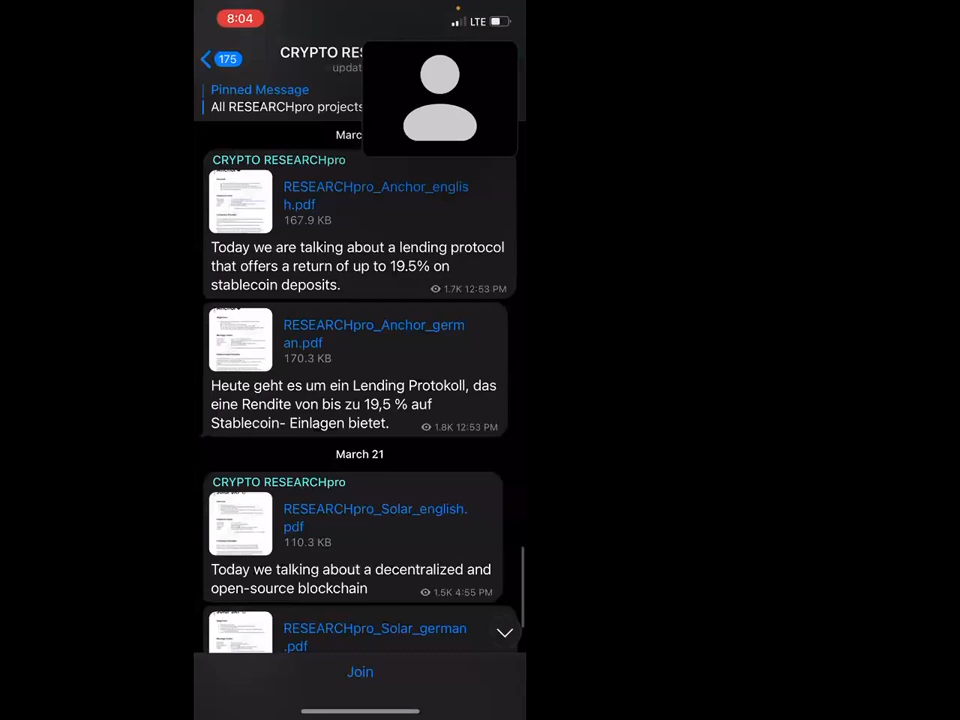 8:04
LTE
175
CRYPTO RES
updat
Pinned Message
All RESEARCHpro projects
Marc
CRYPTO RESEARCHpro
RESEARCHpro_Anchor_englis
h.pdf
167.9 KB
Today we are talking about a lending protocol
that offers a return of up to 19.5% on
stablecoin deposits.
1.7K 12:53 PM
RESEARCHpro_Anchor_germ
an.pdf
170.3 KB
Heute geht es um ein Lending Protokoll, das
eine Rendite von bis zu 19,5 % auf
Stablecoin- Einlagen bietet.
1.8K 12:53 PM
March 21
CRYPTO RESEARCHpro
RESEARCHpro_Solar_english.
pdf
110.3 KB
Today we talking about a decentralized and
open-source blockchain
1.5K 4:55 PM
RESEARCHpro_Solar_german
.pdf
Join